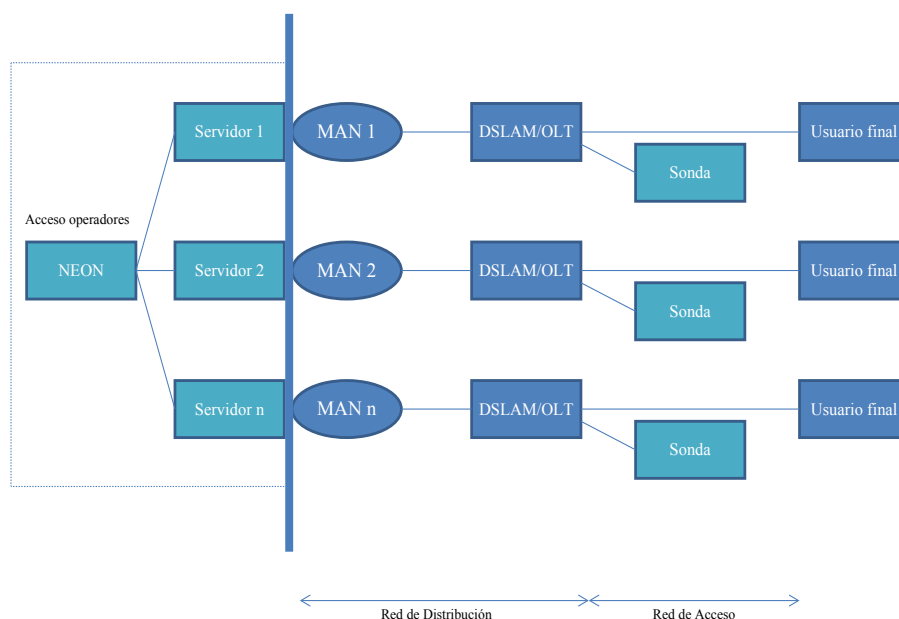 Servidor 1
MAN 1
DSLAM/OLT
Usuario final
Sonda
Acceso operadores
NEON
Servidor 2
MAN 2
DSLAM/OLT
Usuario final
Sonda
Servidor n
MAN n
DSLAM/OLT
Usuario final
Sonda
Red de Distribución
Red de Acceso